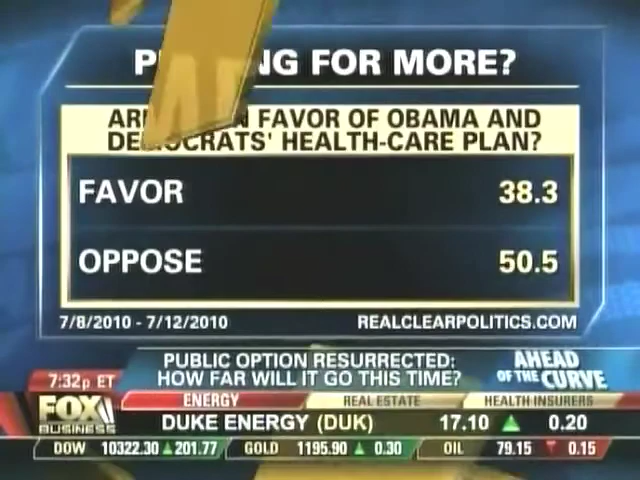 NG FOR MORE?
FAVOR OF OBAMA AND
DEMOCRATS' HEALTH-CARE PLAN?
FAVOR 38.3
OPPOSE 50.5
7/8/2010 - 7/12/2010 REALCLEARPOLITICS.COM
PUBLIC OPTION RESURRECTED:
HOW FAR WILL IT GO THIS TIME?
AHEAD
OF THE CURVE
7:32p ET
FOX
BUSINESS
ENERGY REAL ESTATE HEALTH INSURERS
DUKE ENERGY (DUK) 17.10 ▲ 0.20
DOW 10322.30 ▲ 201.77 GOLD 1195.90 ▲ 0.30 OIL 79.15 ▼ 0.15